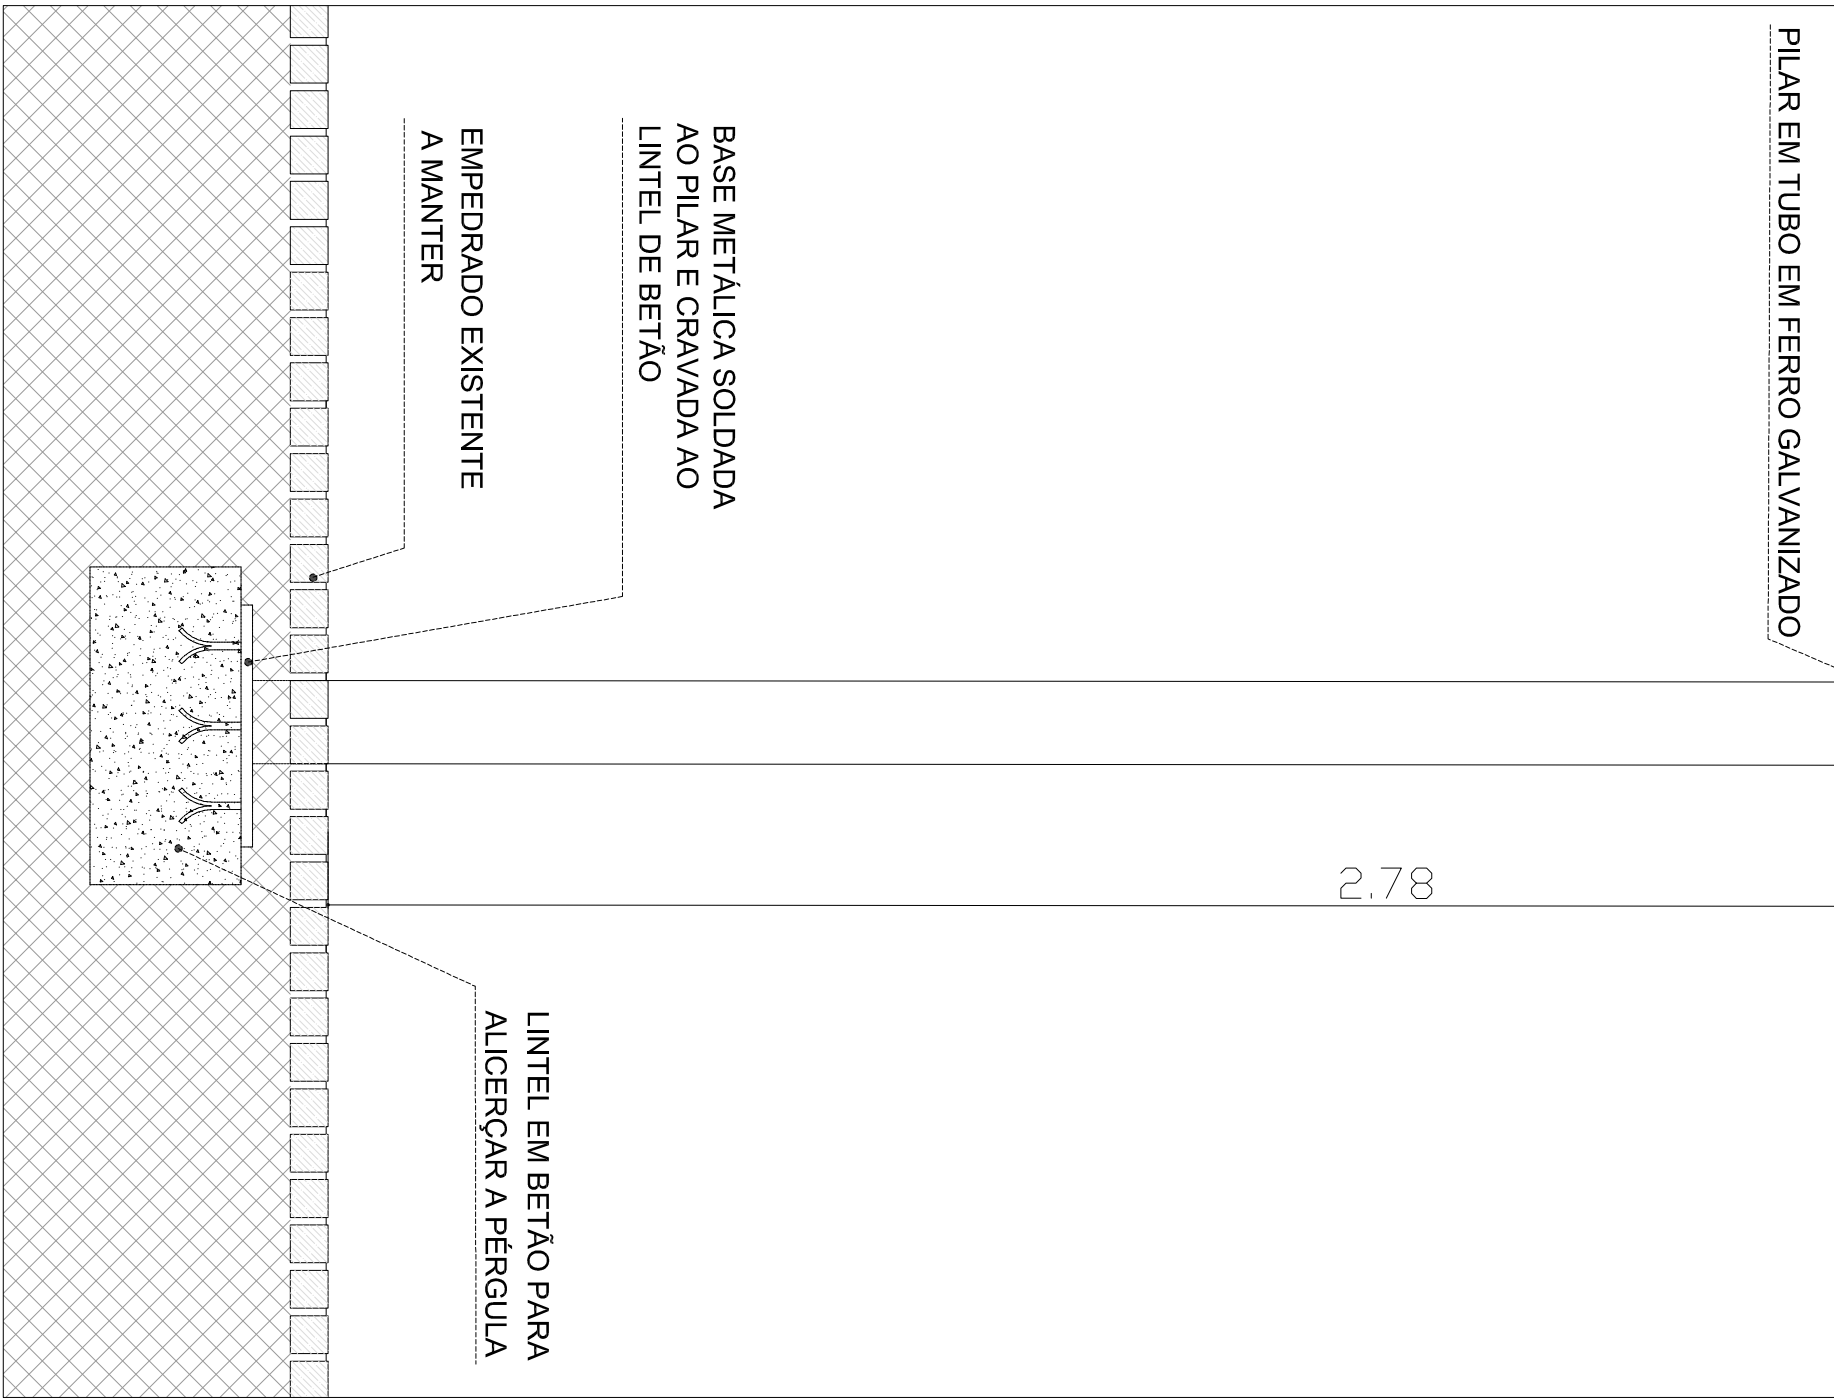 PILAR EM TUBO EM FERRO GALVANIZADO
BASE METÁLICA SOLDADA
AO PILAR E CRAVADA AO
LINTEL DE BETÃO
EMPEDRADO EXISTENTE
A MANTER
2.78
LINTEL EM BETÃO PARA
ALICERÇAR A PÉRGULA